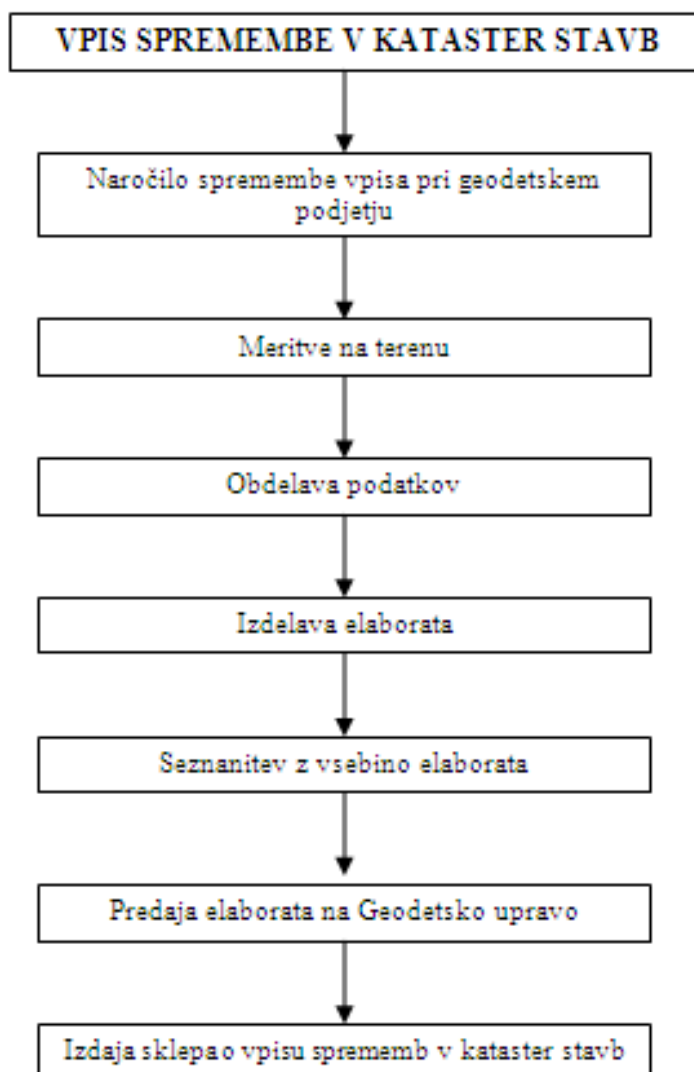 VPIS SPREMEMBE V KATASTER STAVB
Naročilo spremembe vpisa pri geodetskem
podjetju
Meritve na terenu
Obdelava podatkov
Izdelava elaborata
Seznanitev z vsebino elaborata
Predaja elaborata na Geodetsko upravo
Izdaja sklepao vpisu sprememb v kataster stavb